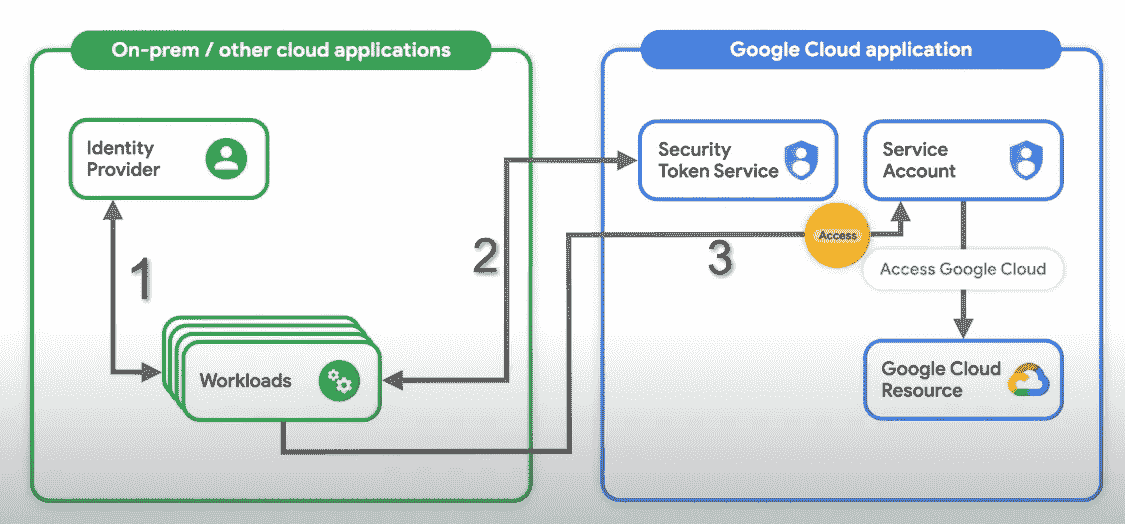 On-prem / other cloud applications
Google Cloud application
Identity
Provider
Security
Token Service
Service
Account
1
2
3
Access
Access Google Cloud
Workloads
Google Cloud
Resource